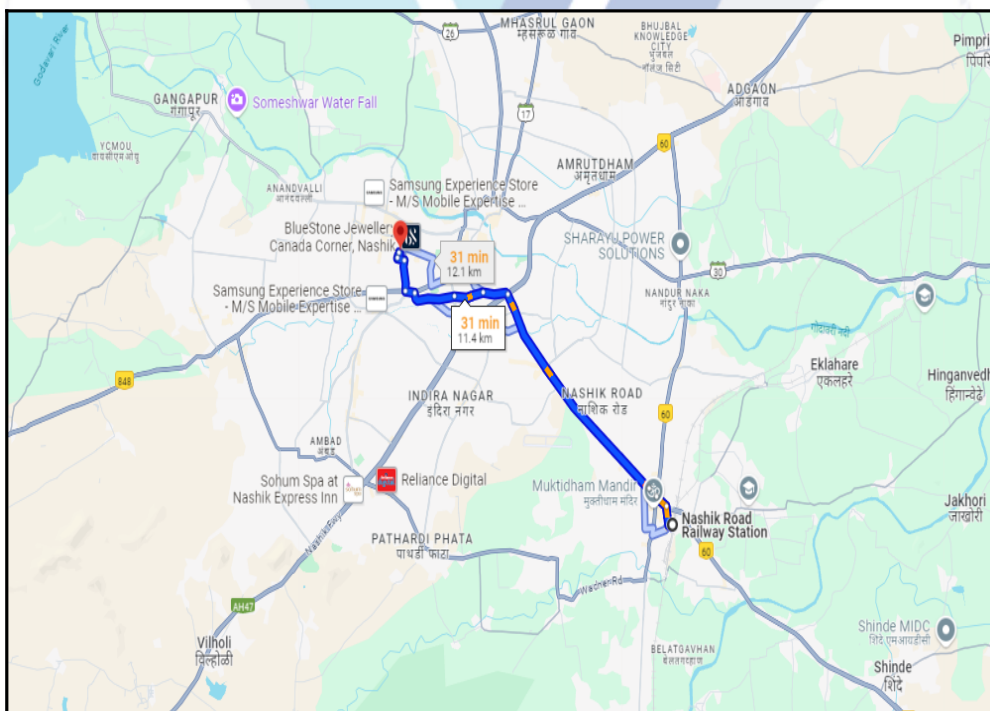 MHASRUL GAON
म्हसरूळ गाव
BHUJBAL
KNOWLEDGE
CITY
भुजबळ
नॉलेज सिटी
Pimpri
26
17
60
ADGAON
आडगाव
Godavari River
GANGAPUR
गंगापूर
Someshwar Water Fall
YCMOU
वायसीएमओयू
AMRUTDHAM
अमृतधाम
ANANDVALLI
आनंदवल्ली
Samsung Experience Store
- M/S Mobile Expertise ...
BlueStone Jewellery
Canada Corner, Nashik
31 min
12.1 km
SHARAYU POWER
SOLUTIONS
30
Samsung Experience Store
- M/S Mobile Expertise ...
31 min
11.4 km
NANDUR NAKA
नांदुर नाका
गोदावरी नदी
Eklahare
एकलहरे
848
Hinganvedhe
हिंगणवेढे
INDIRA NAGAR
इंदिरा नगर
NASHIK ROAD
नाशिक रोड
60
AMBAD
अंबड
Sohum Spa at
Nashik Express Inn
Reliance Digital
Muktidham Mandir
मुक्तीधाम मंदिर
Jakhori
जाखोरी
Nashik Road
Railway Station
PATHARDI PHATA
पाथर्डी फाटा
60
Wadner Rd
AH47
Vilholi
विल्होळी
BELATGAVHAN
बेलतगव्हाण
Shinde MIDC
शिंदे एमआयडीसी
Shinde
शिंदे